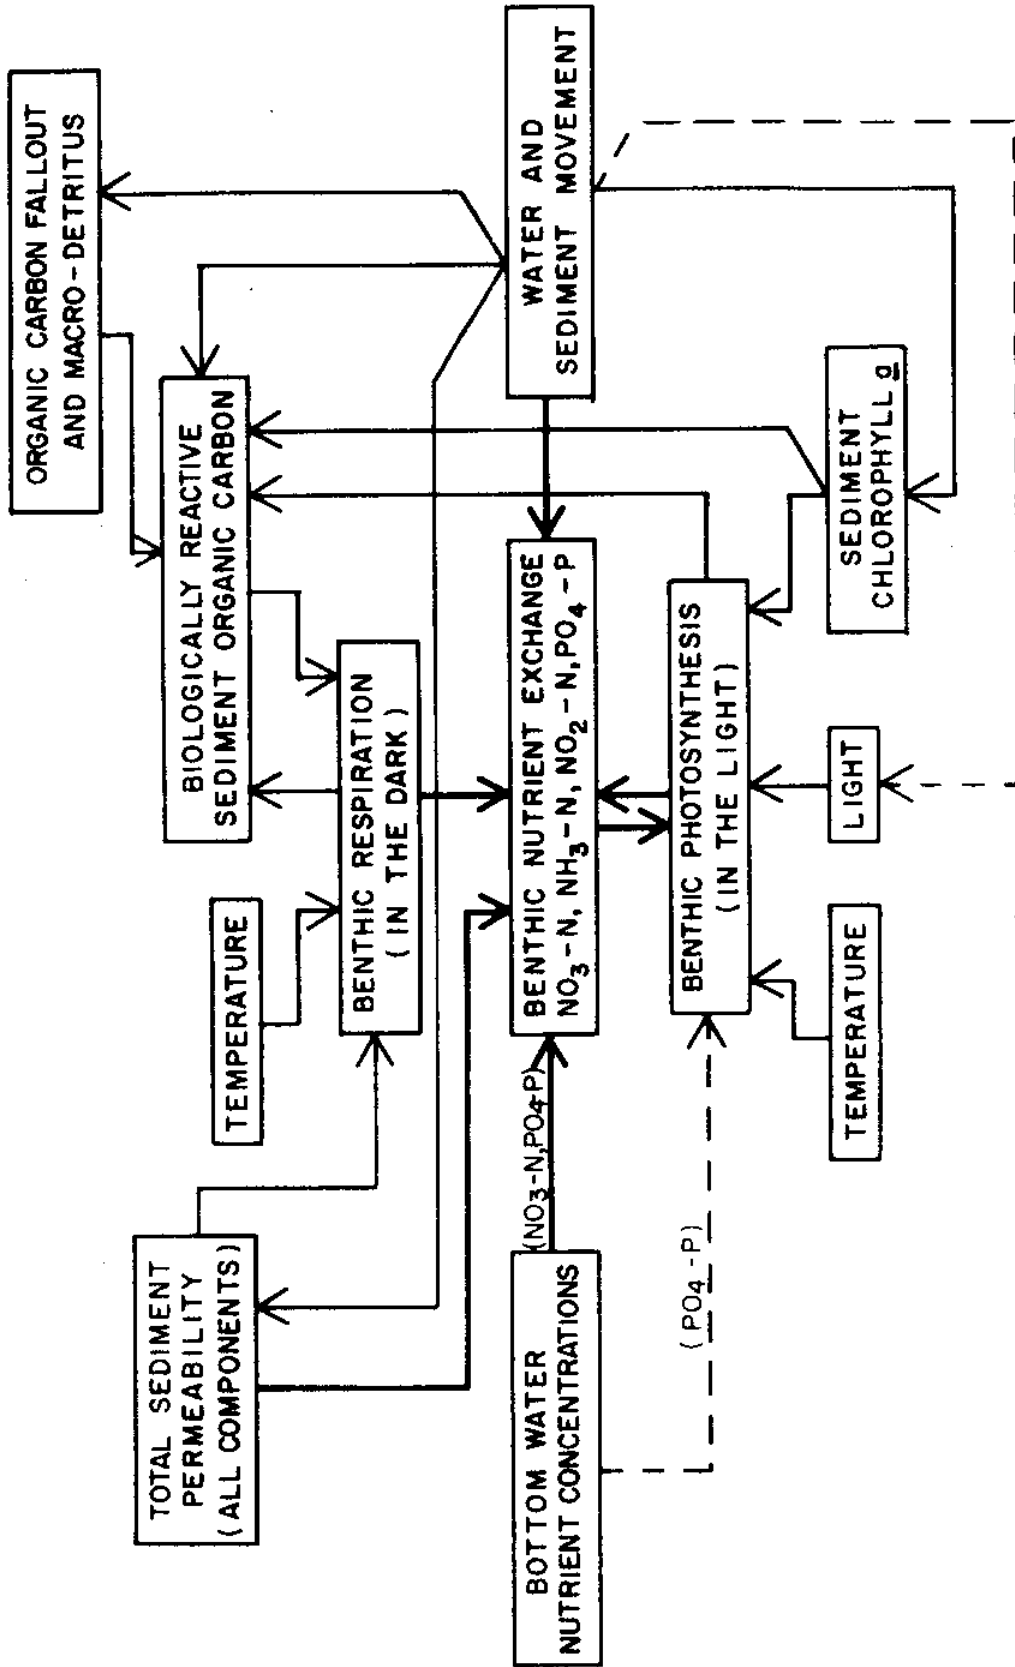 ORGANIC CARBON FALLOUT
AND MACRO-DETRITUS
BIOLOGICALLY REACTIVE
SEDIMENT ORGANIC CARBON
WATER AND
SEDIMENT MOVEMENT
TEMPERATURE
BENTHIC RESPIRATION
(IN THE DARK)
TOTAL SEDIMENT
PERMEABILITY
(ALL COMPONENTS)
BENTHIC NUTRIENT EXCHANGE
NO3-N, NH3-N, NO2-N, PO4-P
(NO3-N,PO4-P)
BOTTOM WATER
NUTRIENT CONCENTRATIONS
(PO4-P)
BENTHIC PHOTOSYNTHESIS
(IN THE LIGHT)
SEDIMENT
CHLOROPHYLL a
LIGHT
TEMPERATURE